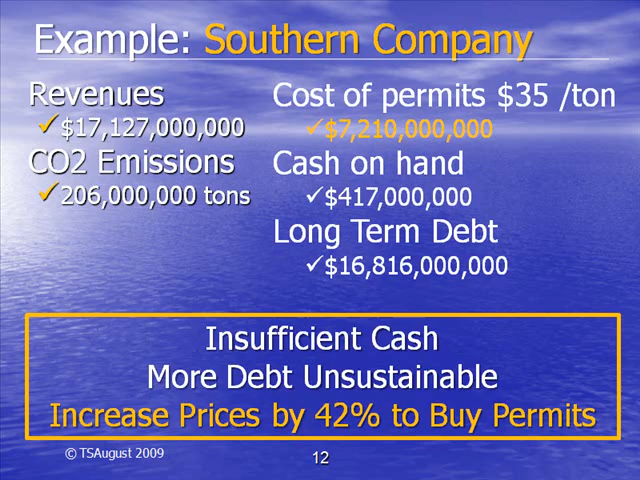 Example: Southern Company
Revenues
✓$17,127,000,000
CO2 Emissions
✓206,000,000 tons
Cost of permits $35 /ton
✓$7,210,000,000
Cash on hand
✓$417,000,000
Long Term Debt
✓$16,816,000,000
Insufficient Cash
More Debt Unsustainable
Increase Prices by 42% to Buy Permits
© TSAugust 2009
12